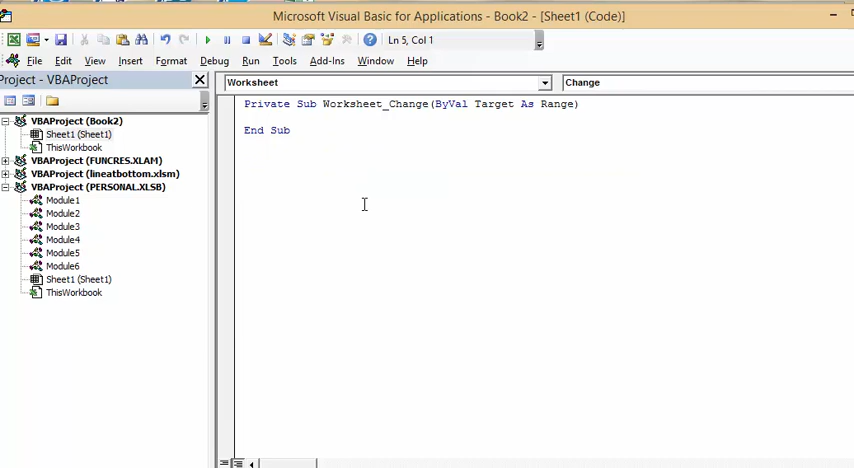 Microsoft Visual Basic for Applications - Book2 - [Sheet1 (Code)]
Ln 5, Col 1
File Edit View Insert Format Debug Run Tools Add-Ins Window Help
Project - VBAProject
Worksheet
Change
VBAProject (Book2)
Sheet1 (Sheet1)
ThisWorkbook
VBAProject (FUNCRES.XLAM)
VBAProject (lineatbottom.xlsm)
VBAProject (PERSONAL.XLSB)
Module1
Module2
Module3
Module4
Module5
Module6
Sheet1 (Sheet1)
ThisWorkbook
Private Sub Worksheet_Change(ByVal Target As Range)
End Sub